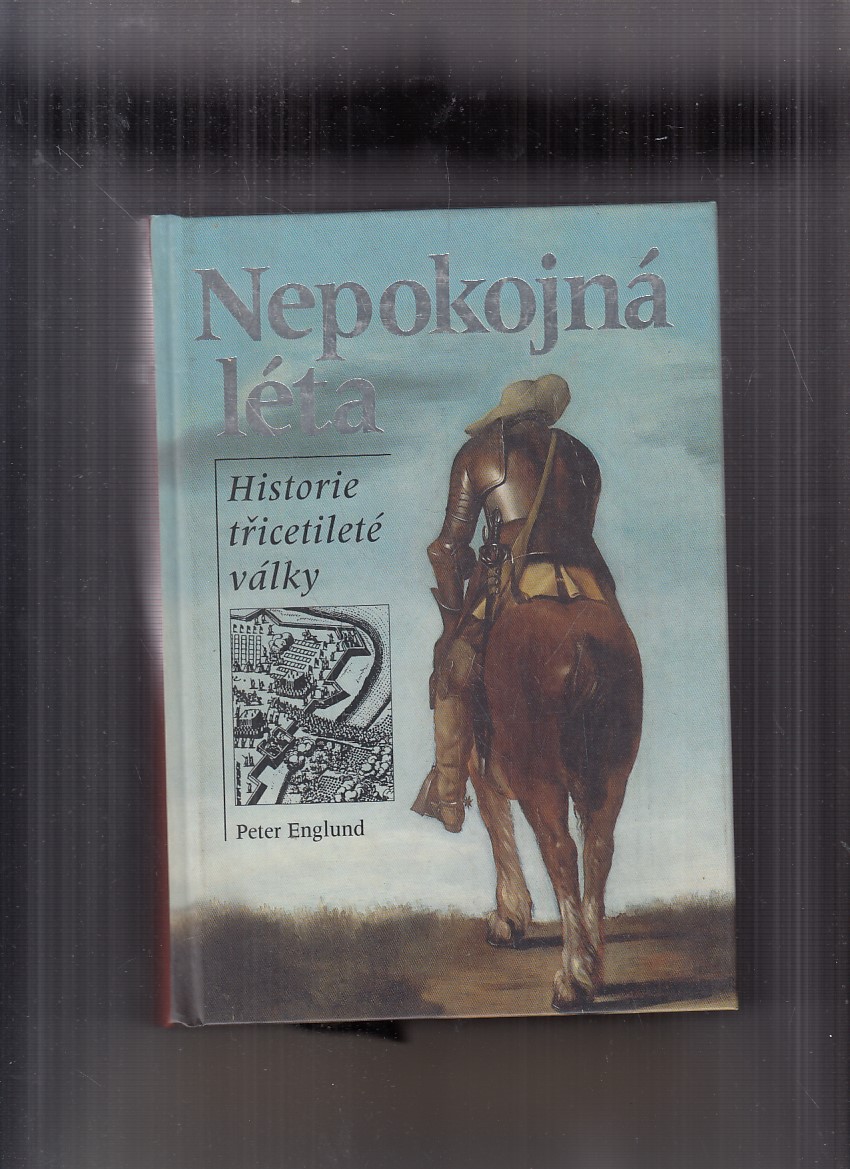 Nepokojná
léta
Historie
třicetileté
války
Peter Englund